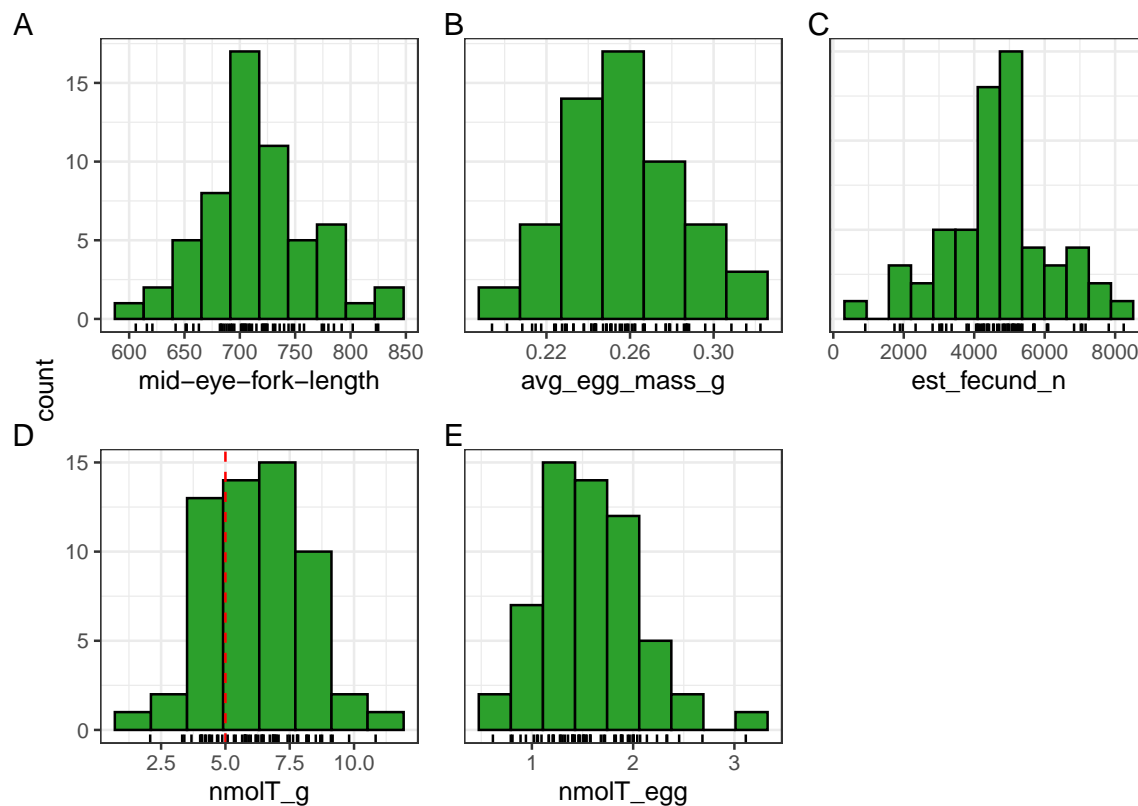 A
B
C
15
10
5
0
600
650
700
750
800
850
mid−eye−fork−length
0.22
0.26
0.30
avg_egg_mass_g
0
2000
4000
6000
8000
est_fecund_n
count
D
E
15
10
5
0
2.5
5.0
7.5
10.0
nmolT_g
1
2
3
nmolT_egg